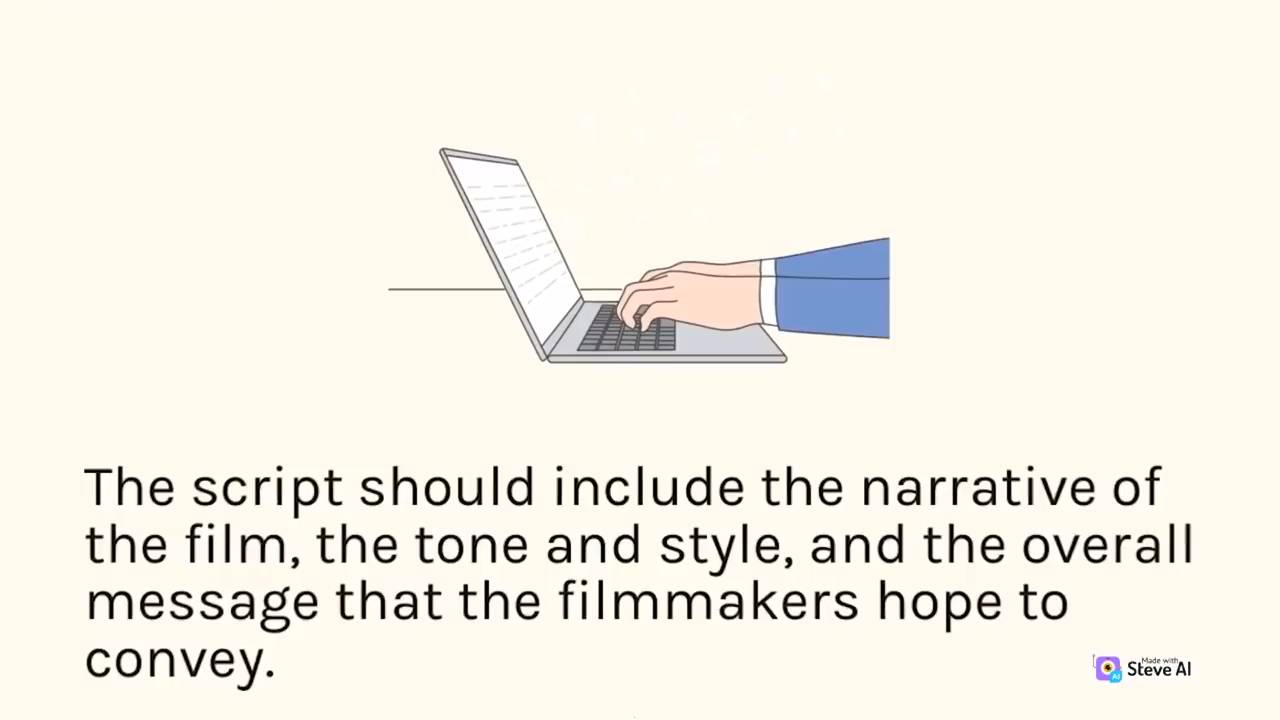 The script should include the narrative of
the film, the tone and style, and the overall
message that the filmmakers hope to
convey.
Made with
Steve AI
AI